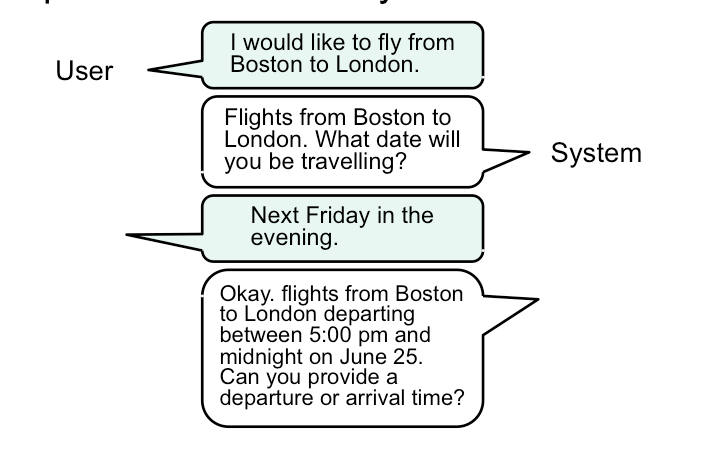 I would like to fly from
Boston to London.
User
Flights from Boston to
London. What date will
you be travelling?
System
Next Friday in the
evening.
Okay. flights from Boston
to London departing
between 5:00 pm and
midnight on June 25.
Can you provide a
departure or arrival time?